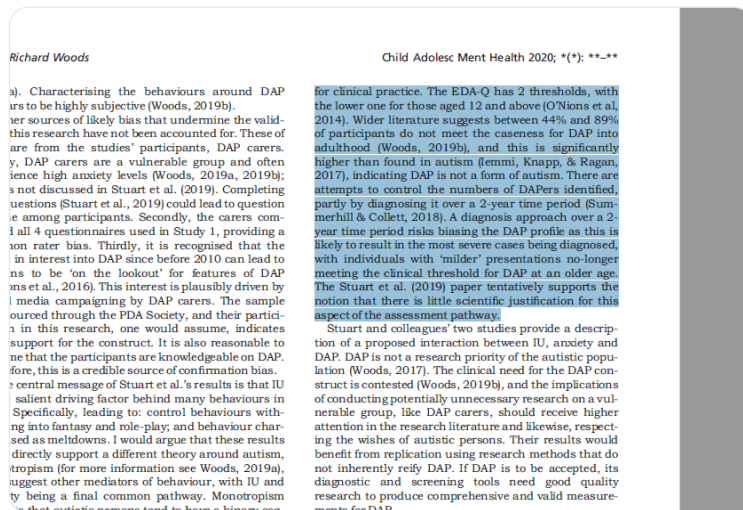 Richard Woods
Child Adolesc Ment Health 2020; *(*): **–**
a). Characterising the behaviours around DAP
to be highly subjective (Woods, 2019b).
sources of likely bias that undermine the valid-
this research have not been accounted for. These of
are from the studies' participants, DAP carers.
DAP carers are a vulnerable group and often
high anxiety levels (Woods, 2019a, 2019b);
not discussed in Stuart et al. (2019). Completing
(Stuart et al., 2019) could lead to question
among participants. Secondly, the carers com-
all 4 questionnaires used in Study 1, providing a
rater bias. Thirdly, it is recognised that the
in interest into DAP since before 2010 can lead to
to be 'on the lookout' for features of DAP
et al., 2016). This interest is plausibly driven by
media campaigning by DAP carers. The sample
through the PDA Society, and their partici-
in this research, one would assume, indicates
support for the construct. It is also reasonable to
that the participants are knowledgeable on DAP.
this is a credible source of confirmation bias.
central message of Stuart et al.'s results is that IU
salient driving factor behind many behaviours in
Specifically, leading to: control behaviours with-
into fantasy and role-play; and behaviour char-
as meltdowns. I would argue that these results
directly support a different theory around autism,
(for more information see Woods, 2019a),
other mediators of behaviour, with IU and
being a final common pathway. Monotropism
that autistic persons tend to have a
for clinical practice. The EDA-Q has 2 thresholds, with
the lower one for those aged 12 and above (O'Nions et al,
2014). Wider literature suggests between 44% and 89%
of participants do not meet the caseness for DAP into
adulthood (Woods, 2019b), and this is significantly
higher than found in autism (Iemmi, Knapp, & Ragan,
2017), indicating DAP is not a form of autism. There are
attempts to control the numbers of DAPers identified,
partly by diagnosing it over a 2-year time period (Sum-
merhill & Collett, 2018). A diagnosis approach over a 2-
year time period risks biasing the DAP profile as this is
likely to result in the most severe cases being diagnosed,
with individuals with 'milder' presentations no-longer
meeting the clinical threshold for DAP at an older age.
The Stuart et al. (2019) paper tentatively supports the
notion that there is little scientific justification for this
aspect of the assessment pathway.
Stuart and colleagues' two studies provide a descrip-
tion of a proposed interaction between IU, anxiety and
DAP. DAP is not a research priority of the autistic popu-
lation (Woods, 2017). The clinical need for the DAP con-
struct is contested (Woods, 2019b), and the implications
of conducting potentially unnecessary research on a vul-
nerable group, like DAP carers, should receive higher
attention in the research literature and likewise, respect-
ing the wishes of autistic persons. Their results would
benefit from replication using research methods that do
not inherently reify DAP. If DAP is to be accepted, its
diagnostic and screening tools need good quality
research to produce comprehensive and valid measure-
ments for DAP.